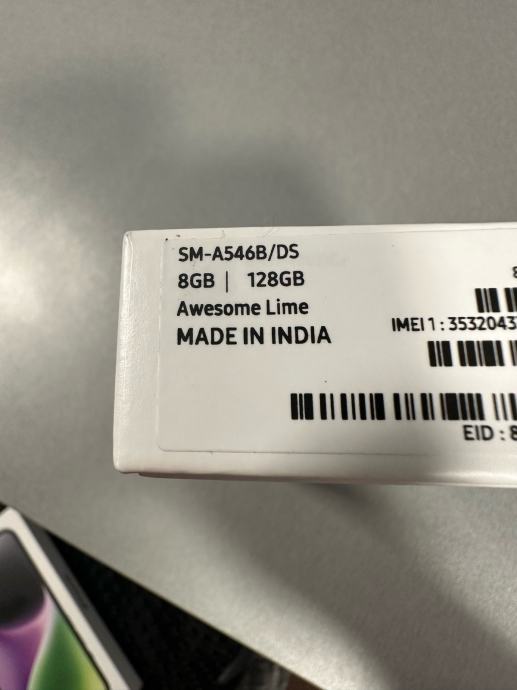 SM-A546B/DS
8GB | 128GB
Awesome Lime
MADE IN INDIA
IMEI 1 : 3532043
EID : 8